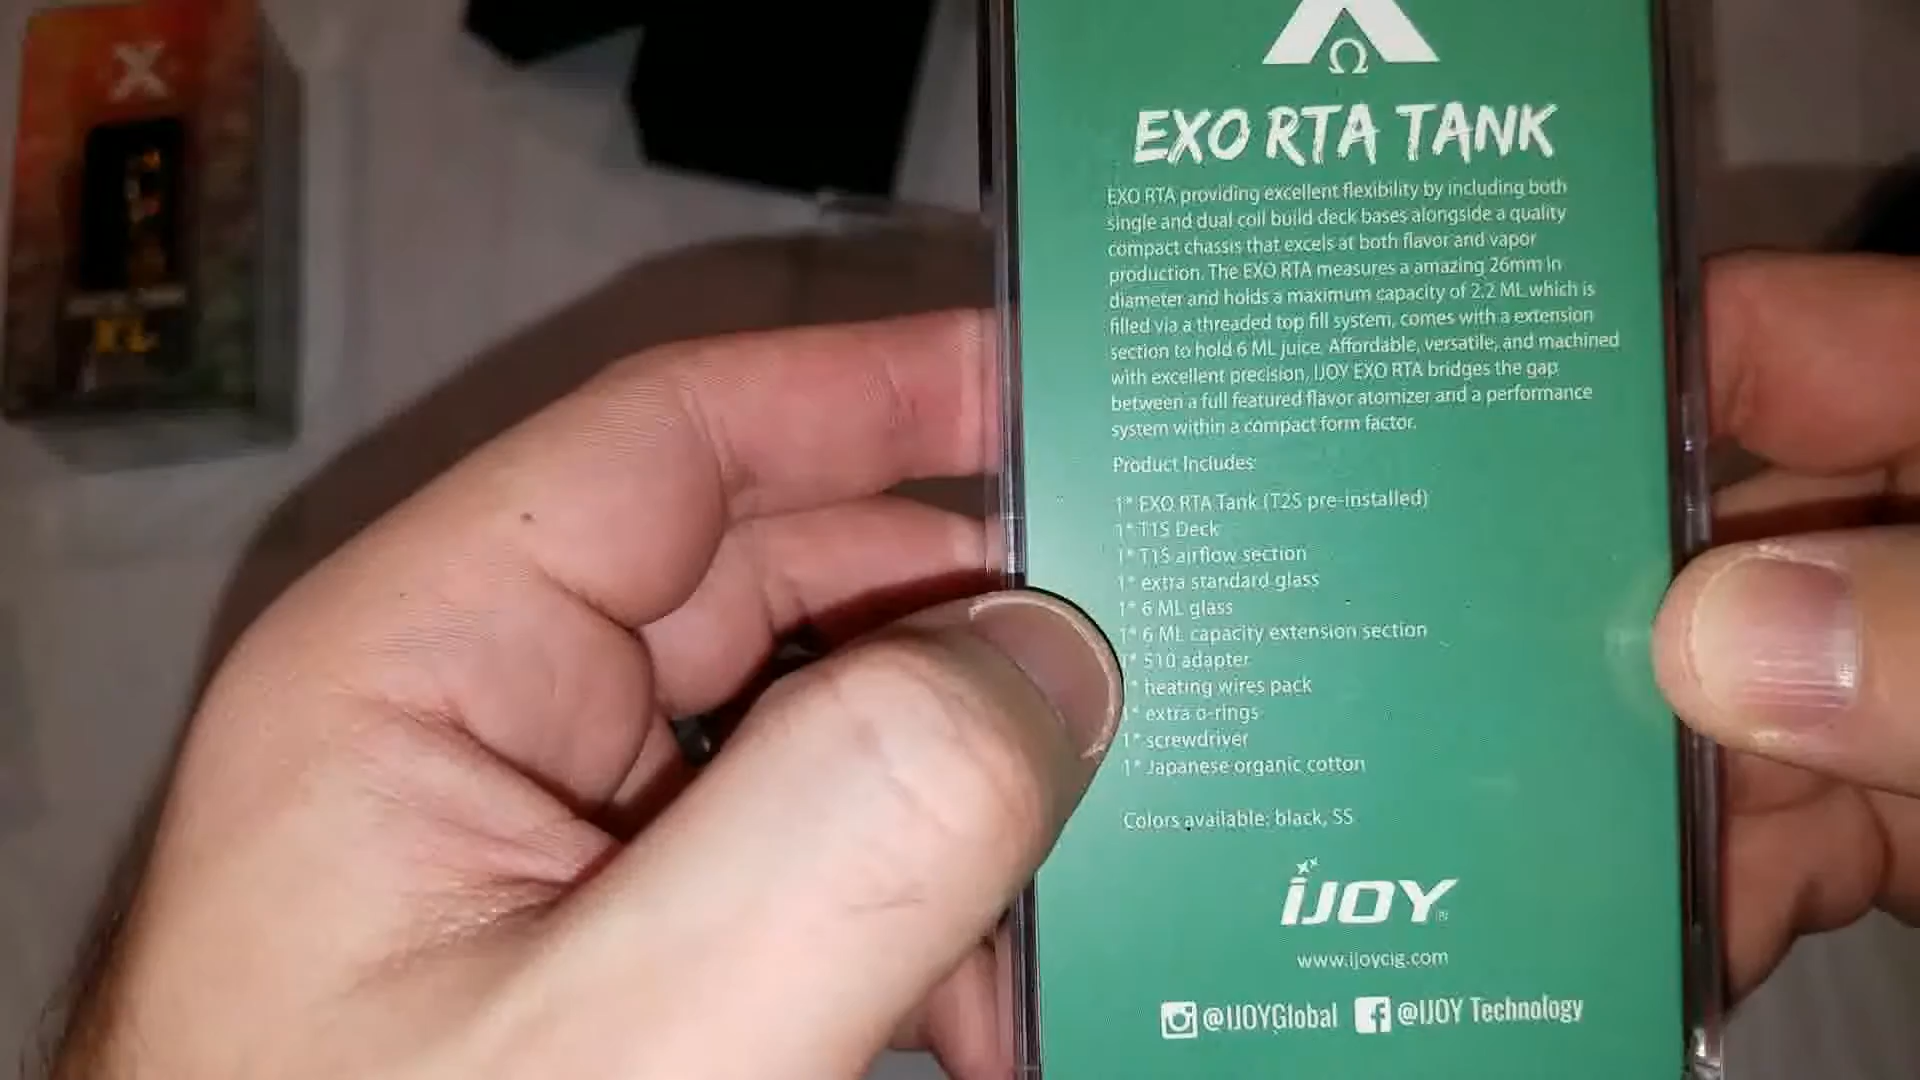 X
Ω
EXO RTA TANK
EXO RTA providing excellent flexibility by including both
single and dual coil build deck bases alongside a quality
compact chassis that excels at both flavor and vapor
production. The EXO RTA measures a amazing 26mm in
diameter and holds a maximum capacity of 2.2 ML which is
filled via a threaded top fill system, comes with a extension
section to hold 6 ML juice. Affordable, versatile, and machined
with excellent precision, IJOY EXO RTA bridges the gap
between a full featured flavor atomizer and a performance
system within a compact form factor.
Product Includes:
1* EXO RTA Tank (T2S pre-installed)
1* T1S Deck
1* T1S airflow section
1* extra standard glass
1* 6 ML glass
1* 6 ML capacity extension section
1* 510 adapter
1* heating wires pack
1* extra o-rings
1* screwdriver
1* Japanese organic cotton
Colors available: black, SS
iJOY®
www.ijoycig.com
@IJOYGlobal @IJOY Technology
XL